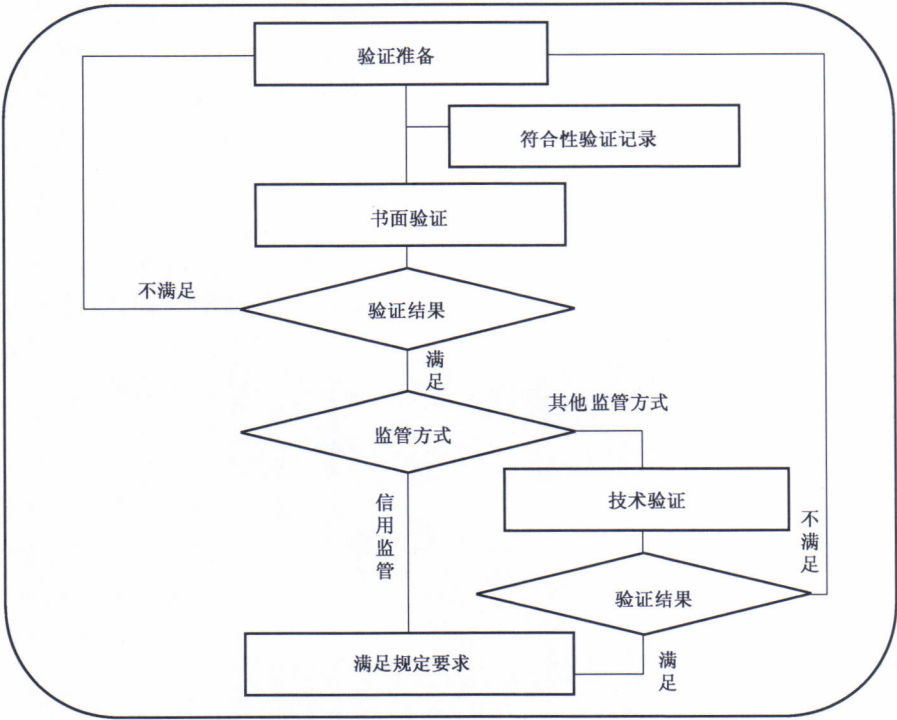 验证准备
符合性验证记录
书面验证
不满足
验证结果
满足
其他 监管方式
监管方式
信用监管
技术验证
不满足
验证结果
满足规定要求
满足